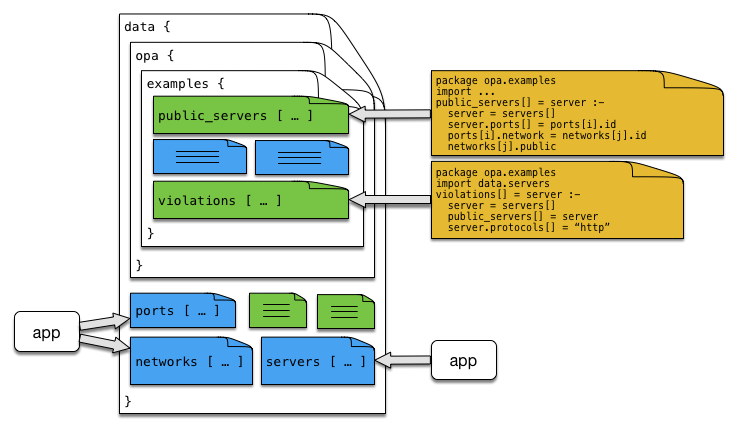 data {
opa {
examples {
public_servers [ … ]
violations [ … ]
}
}
ports [ … ]
networks [ … ]
servers [ … ]
}
package opa.examples
import ...
public_servers[] = server :-
server = servers[]
server.ports[] = ports[i].id
ports[i].network = networks[j].id
networks[j].public
package opa.examples
import data.servers
violations[] = server :-
server = servers[]
public_servers[] = server
server.protocols[] = “http”
app
app